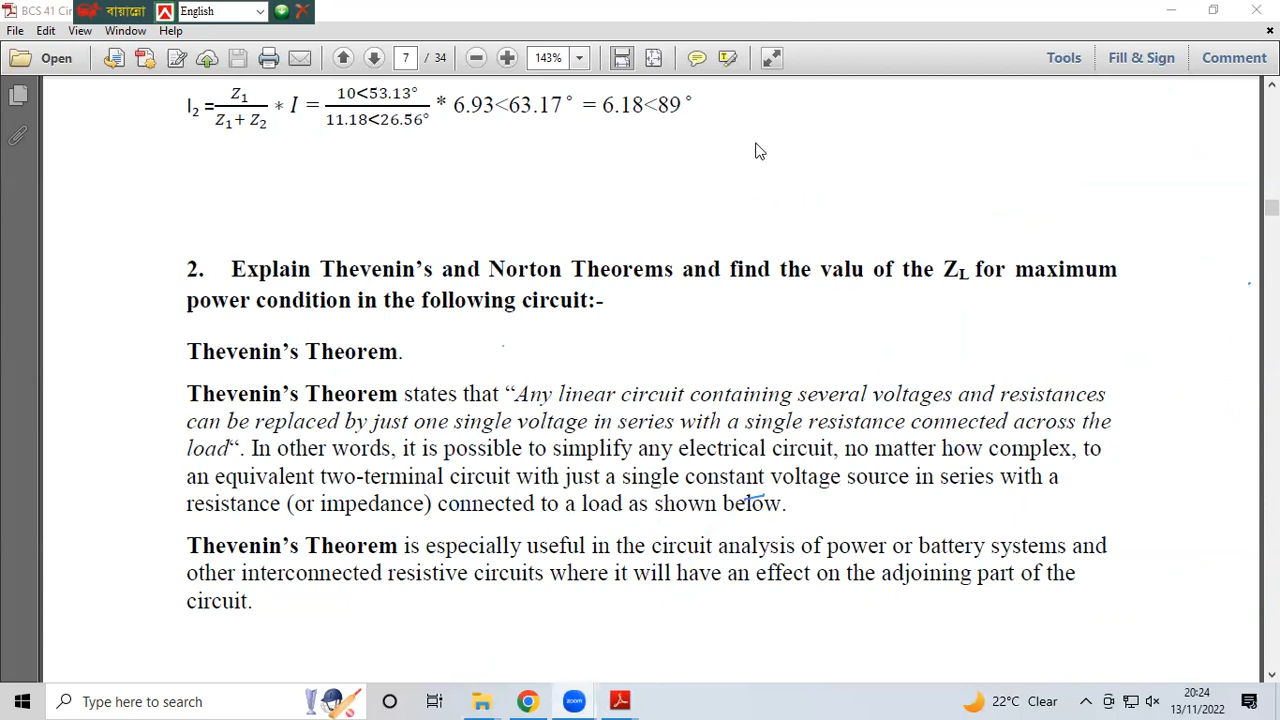 BCS 41 Cir
বায়ান্নো
English
File Edit View Window Help
Open 7 / 34 143% Tools Fill & Sign Comment
I₂ = Z₁ / Z₁ + Z₂ * I = 10<53.13° / 11.18<26.56° * 6.93<63.17° = 6.18<89°
2. Explain Thevenin’s and Norton Theorems and find the valu of the Z_L for maximum
power condition in the following circuit:-
Thevenin’s Theorem.
Thevenin’s Theorem states that “Any linear circuit containing several voltages and resistances
can be replaced by just one single voltage in series with a single resistance connected across the
load“. In other words, it is possible to simplify any electrical circuit, no matter how complex, to
an equivalent two-terminal circuit with just a single constant voltage source in series with a
resistance (or impedance) connected to a load as shown below.
Thevenin’s Theorem is especially useful in the circuit analysis of power or battery systems and
other interconnected resistive circuits where it will have an effect on the adjoining part of the
circuit.
Type here to search
zoom
22°C Clear
20:24
13/11/2022